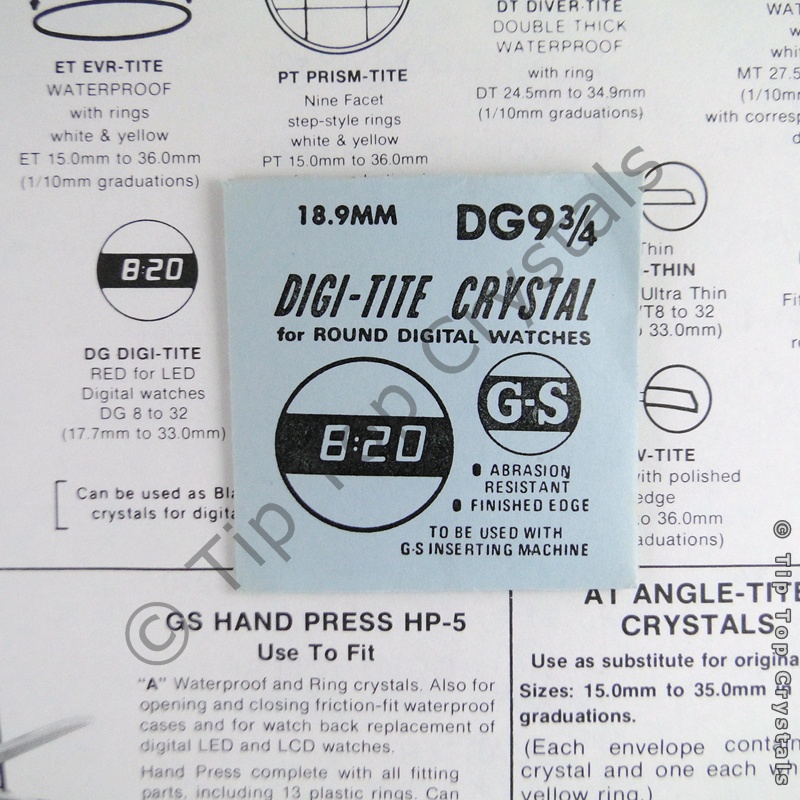 ET EVR-TITE
WATERPROOF
with rings
white & yellow
ET 15.0mm to 36.0mm
(1/10mm graduations)
PT PRISM-TITE
Nine Facet
step-style rings
white & yellow
PT 15.0mm to 36.0mm
DT DIVER-TITE
DOUBLE THICK
WATERPROOF
with ring
DT 24.5mm to 34.9mm
(1/10mm graduations)
MT 27.5
(1/10m
with corresp
8:20
DG DIGI-TITE
RED for LED
Digital watches
DG 8 to 32
(17.7mm to 33.0mm)
Can be used as
crystals for
18.9MM DG9¾
DIGI-TITE CRYSTAL
for ROUND DIGITAL WATCHES
8:20
G-S
ABRASION
RESISTANT
FINISHED EDGE
TO BE USED WITH
G-S INSERTING MACHINE
-THIN
Ultra Thin
T8 to 32
33.0mm)
-TITE
with polished
edge
to 36.0mm
graduations)
GS HAND PRESS HP-5
Use To Fit
"A" Waterproof and Ring crystals. Also for
opening and closing friction-fit waterproof
cases and for watch back replacement of
digital LED and LCD watches.
Hand Press complete with all fitting
parts, including 13 plastic rings. Can
AT ANGLE-TITE
CRYSTALS
Use as substitute for origina
Sizes: 15.0mm to 35.0mm
graduations.
(Each envelope contain
crystal and one each
yellow ring.)
© Tip Top Crystals
© Tip Top Crystals